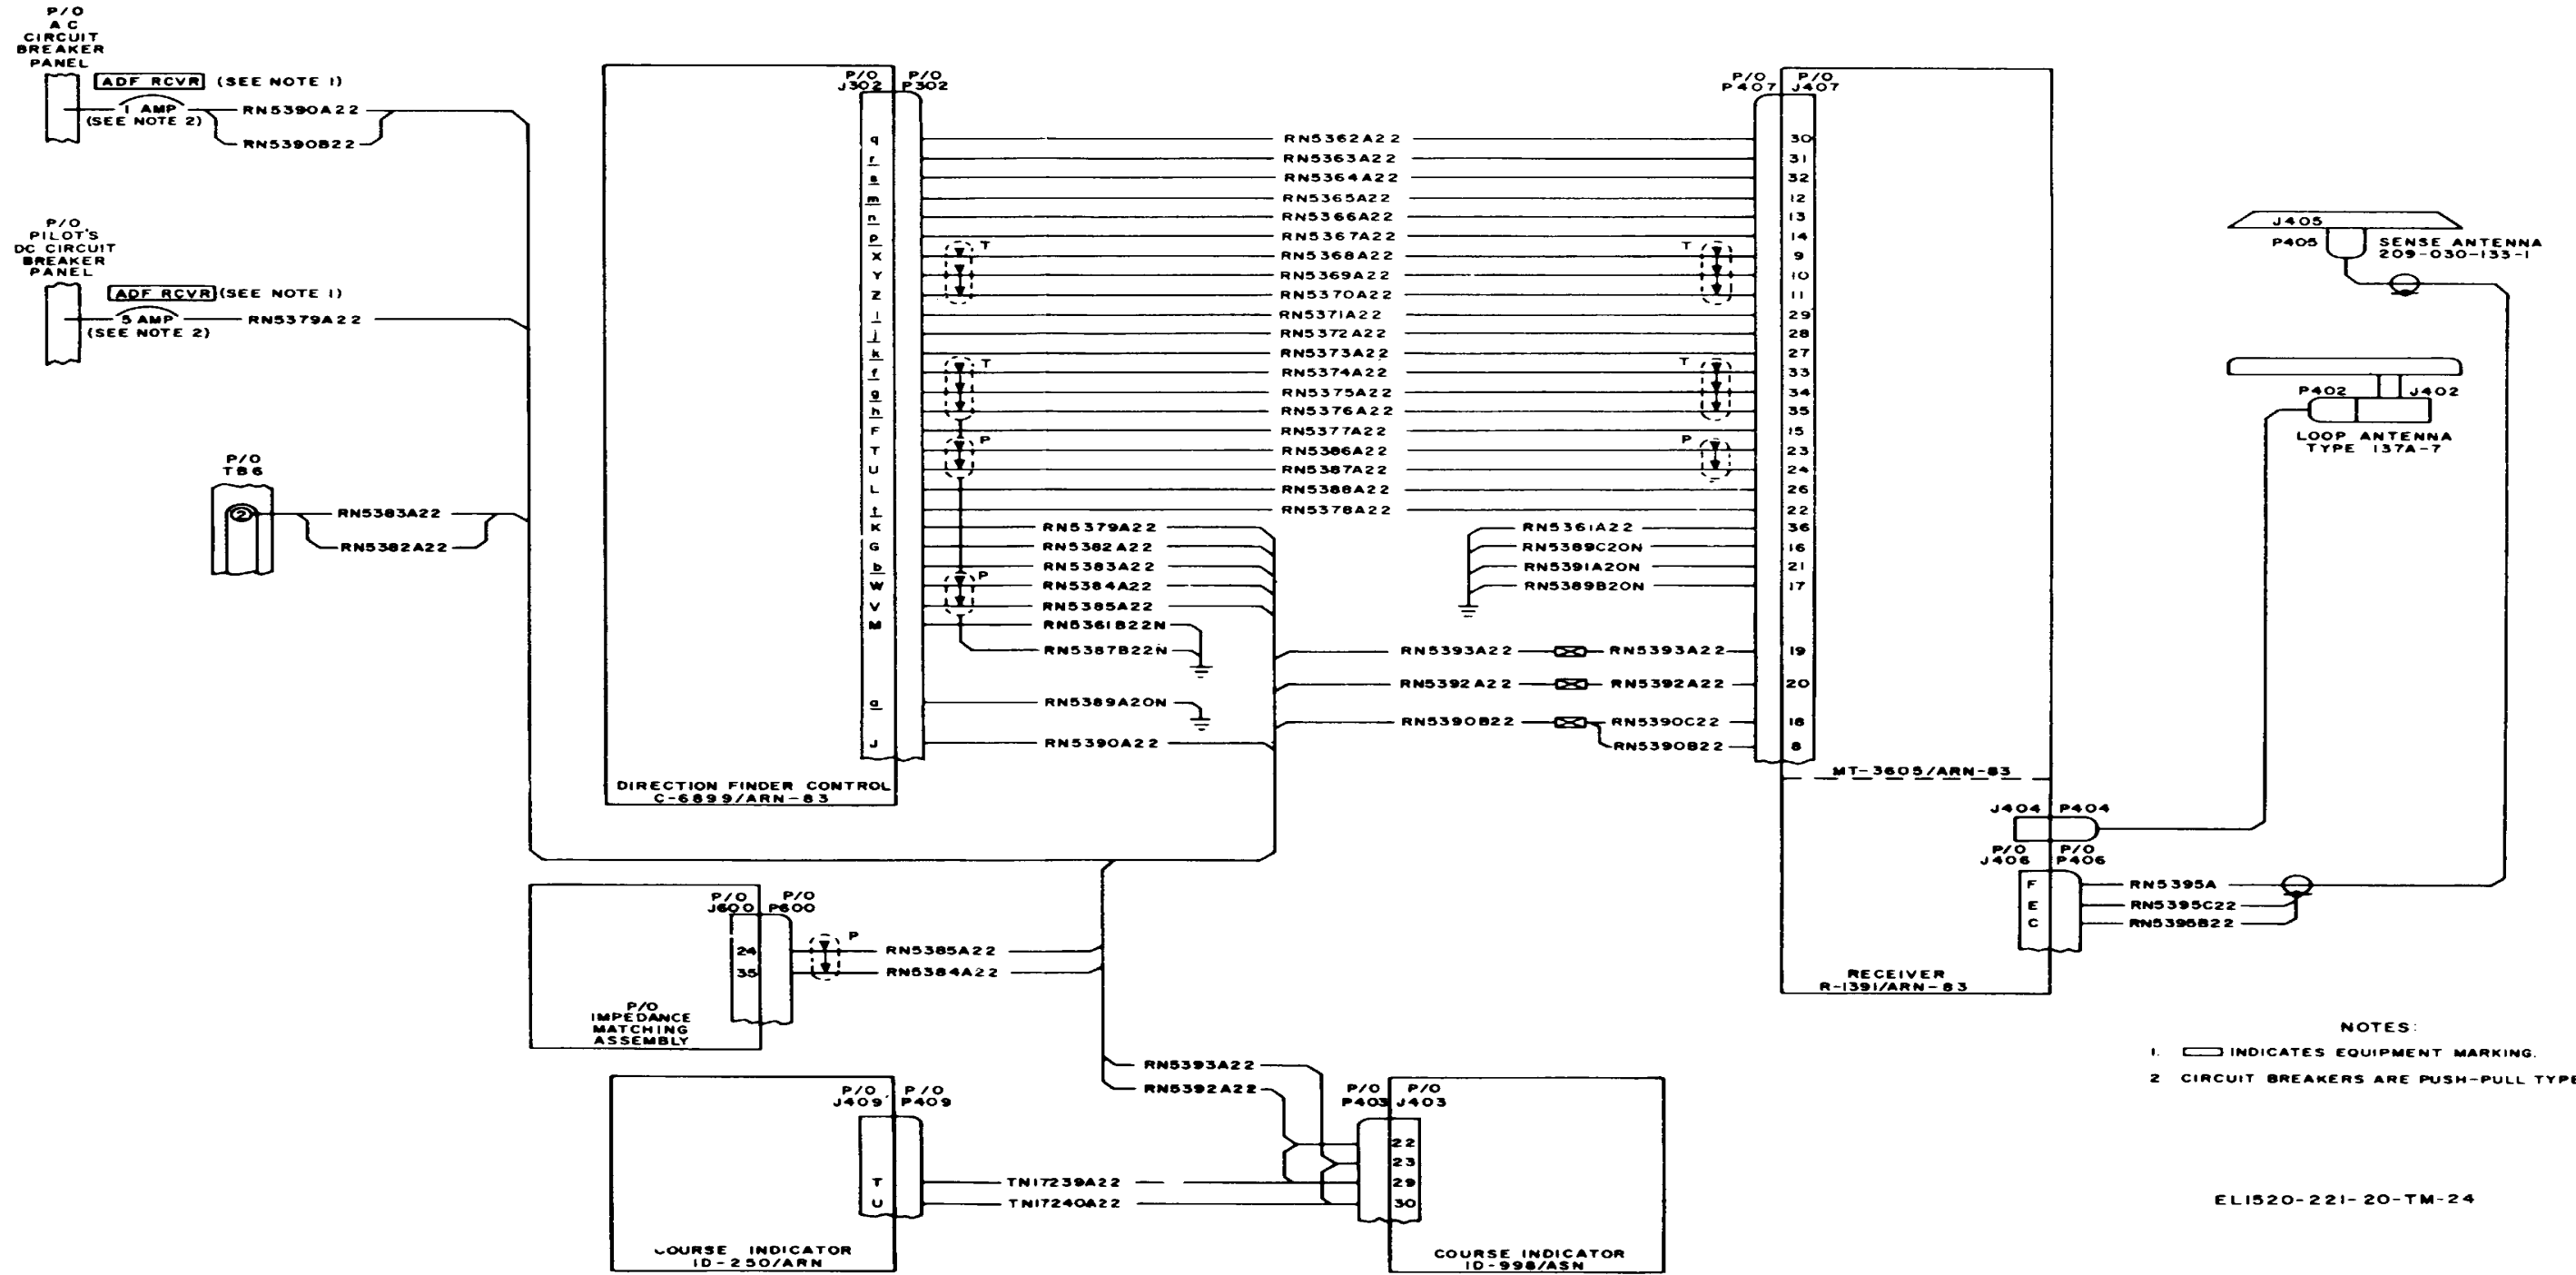 P/O
A C
CIRCUIT
BREAKER
PANEL
ADF RCVR (SEE NOTE 1)
1 AMP
(SEE NOTE 2)
RN5390A22
RN5390B22
P/O
PILOT'S
DC CIRCUIT
BREAKER
PANEL
ADF RCVR (SEE NOTE 1)
5 AMP
(SEE NOTE 2)
RN5379A22
P/O
TB6
2
RN5383A22
RN5382A22
P/O P/O
J302 P302
P/O P/O
P407 J407
q RN5362A22 30
r RN5363A22 31
s RN5364A22 32
m RN5365A22 12
n RN5366A22 13
p RN5367A22 14
T T
X RN5368A22 9
Y RN5369A22 10
Z RN5370A22 11
i RN5371A22 29
j RN5372A22 28
k RN5373A22 27
T T
f RN5374A22 33
g RN5375A22 34
h RN5376A22 35
F RN5377A22 15
P P
T RN5386A22 23
U RN5387A22 24
L RN5388A22 26
t RN5378A22 22
K RN5379A22 RN5361A22 36
G RN5382A22 RN5389C20N 16
b RN5383A22 RN5391A20N 21
P
W RN5384A22 RN5389B20N 17
V RN5385A22
M RN5361B22N
RN5387B22N RN5393A22 RN5393A22 19
RN5392A22 RN5392A22 20
a RN5389A20N
RN5390B22 RN5390C22 18
J RN5390A22 RN5390B22 8
DIRECTION FINDER CONTROL
C-6899/ARN-83
MT-3605/ARN-83
J404 P404
P/O P/O
J406 P406
F RN5395A
E RN5395C22
C RN5395B22
RECEIVER
R-1391/ARN-83
J405
P405 SENSE ANTENNA
209-030-133-1
P402 J402
LOOP ANTENNA
TYPE 137A-7
P/O P/O
J600 P600
P
24 RN5385A22
35 RN5384A22
P/O
IMPEDANCE
MATCHING
ASSEMBLY
RN5393A22
RN5392A22
P/O P/O
J409 P409
T TN17239A22
U TN17240A22
COURSE INDICATOR
ID-250/ARN
P/O P/O
P403 J403
22
23
29
30
COURSE INDICATOR
ID-998/ASN
NOTES:
1. INDICATES EQUIPMENT MARKING.
2 CIRCUIT BREAKERS ARE PUSH-PULL TYPE
EL1520-221-20-TM-24